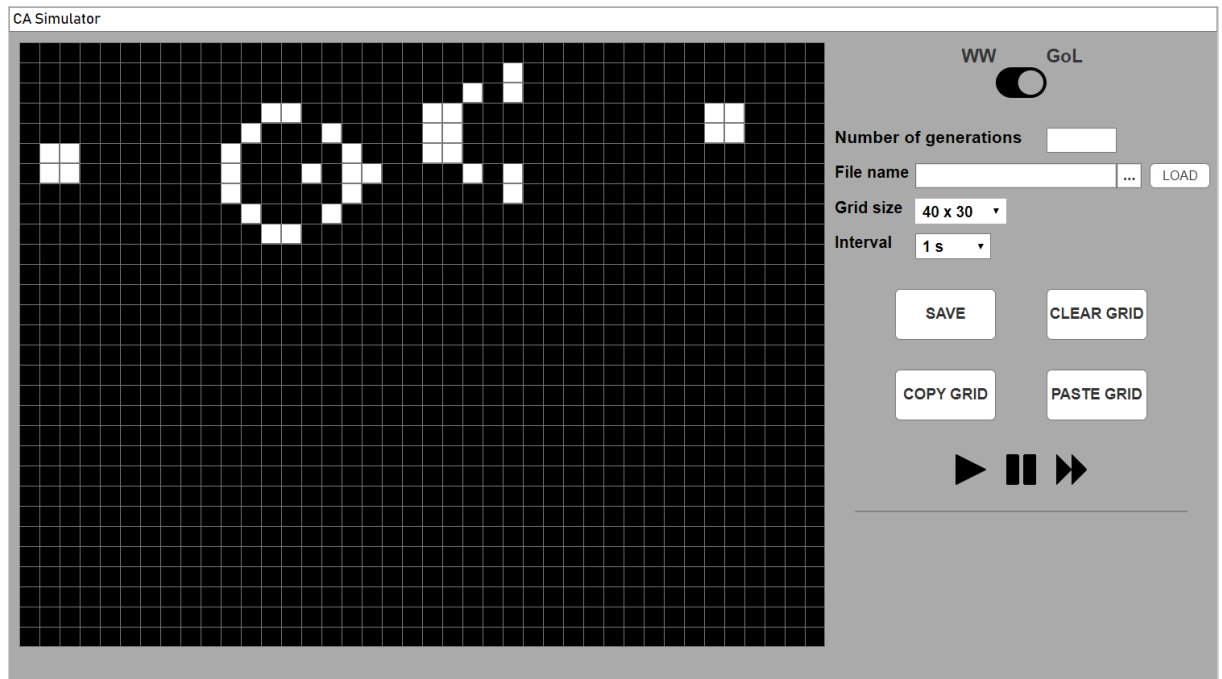 CA Simulator
WW GoL
Number of generations
File name ... LOAD
Grid size 40 x 30
Interval 1 s
SAVE CLEAR GRID
COPY GRID PASTE GRID